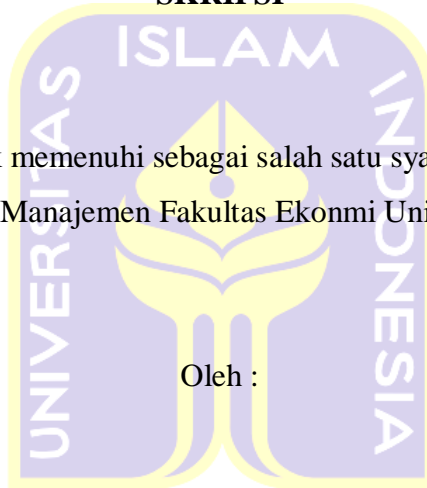 SKRIPSI
UNIVERSITAS ISLAM INDONESIA
memenuhi sebagai salah satu sya
Manajemen Fakultas Ekonmi Uni
Oleh :